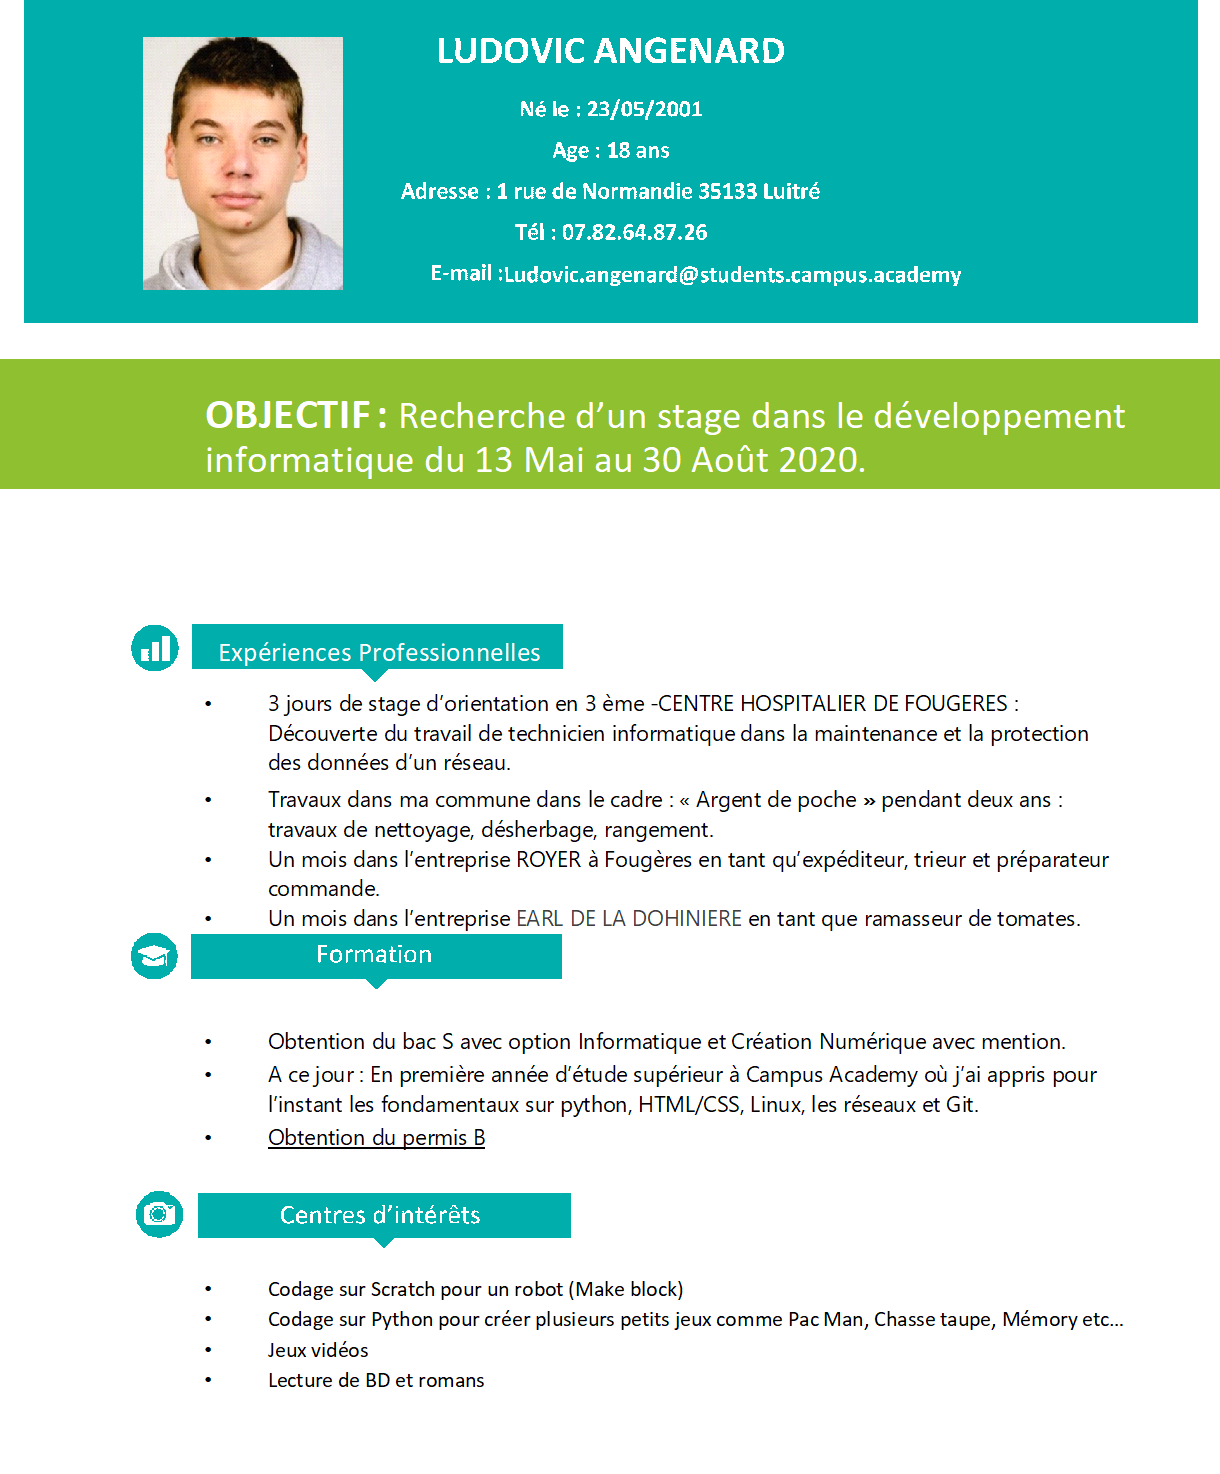 LUDOVIC ANGENARD
Né le : 23/05/2001
Age : 18 ans
Adresse : 1 rue de Normandie 35133 Luitré
Tél : 07.82.64.87.26
E-mail :Ludovic.angenard@students.campus.academy
OBJECTIF : Recherche d’un stage dans le développement
informatique du 13 Mai au 30 Août 2020.
Expériences Professionnelles
• 3 jours de stage d’orientation en 3 ème -CENTRE HOSPITALIER DE FOUGERES :
Découverte du travail de technicien informatique dans la maintenance et la protection
des données d’un réseau.
• Travaux dans ma commune dans le cadre : « Argent de poche » pendant deux ans :
travaux de nettoyage, désherbage, rangement.
• Un mois dans l’entreprise ROYER à Fougères en tant qu’expéditeur, trieur et préparateur
commande.
• Un mois dans l’entreprise EARL DE LA DOHINIERE en tant que ramasseur de tomates.
Formation
• Obtention du bac S avec option Informatique et Création Numérique avec mention.
• A ce jour : En première année d’étude supérieur à Campus Academy où j’ai appris pour
l’instant les fondamentaux sur python, HTML/CSS, Linux, les réseaux et Git.
• Obtention du permis B
Centres d’intérêts
• Codage sur Scratch pour un robot (Make block)
• Codage sur Python pour créer plusieurs petits jeux comme Pac Man, Chasse taupe, Mémory etc...
• Jeux vidéos
• Lecture de BD et romans